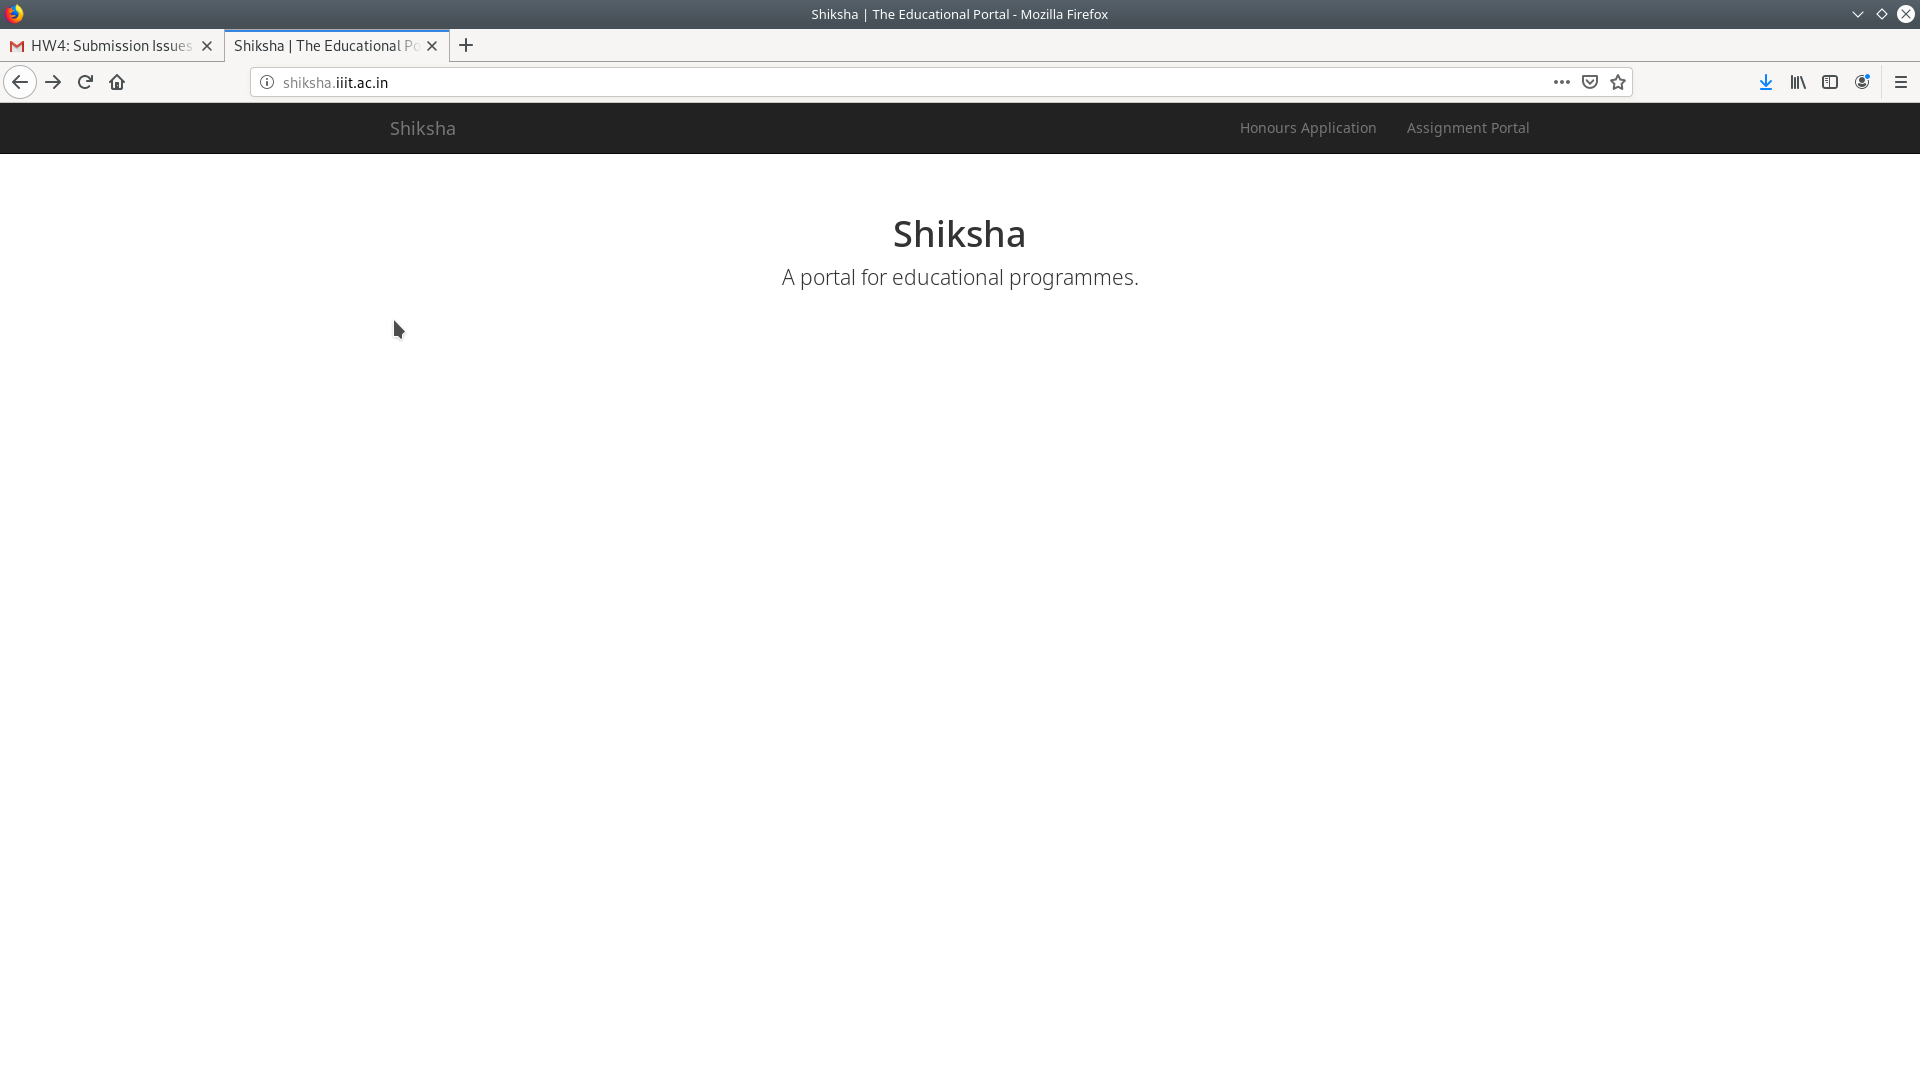 Shiksha | The Educational Portal - Mozilla Firefox
HW4: Submission Issues
Shiksha | The Educational Po
shiksha.iiit.ac.in
Shiksha
Honours Application
Assignment Portal
Shiksha
A portal for educational programmes.